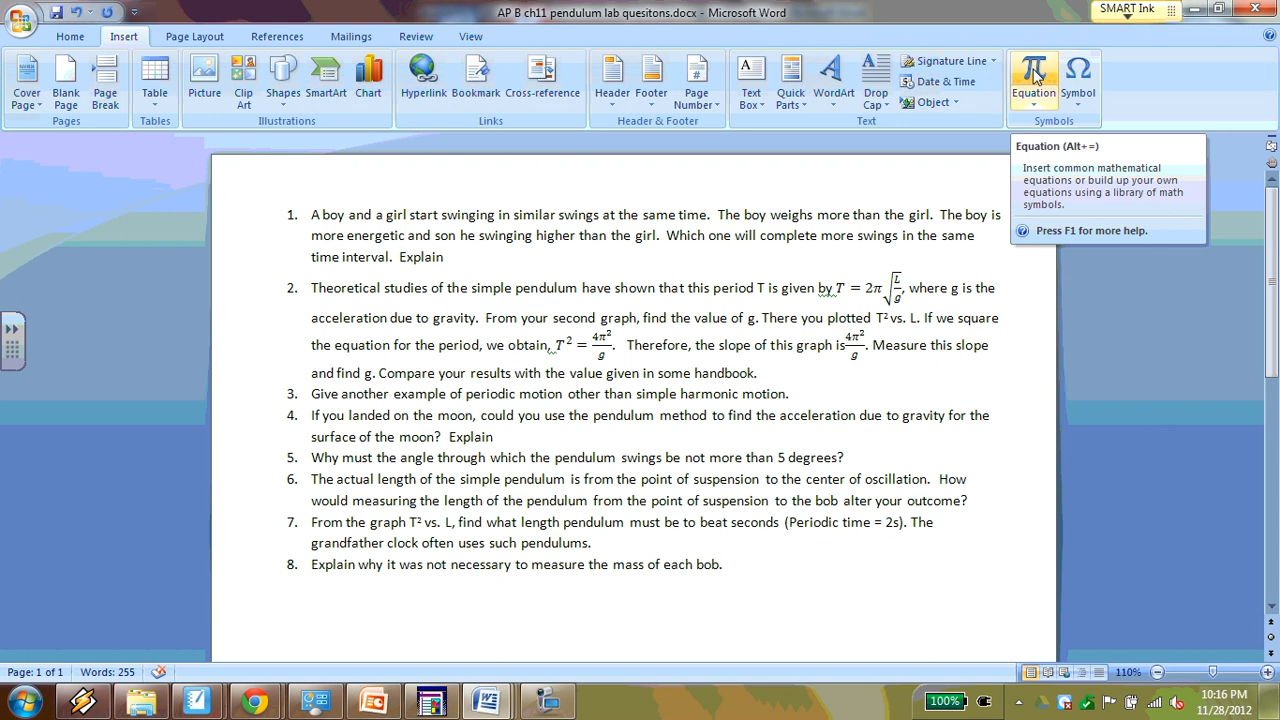 AP B ch11 pendulum lab quesitons.docx - Microsoft Word
SMART Ink
Home Insert Page Layout References Mailings Review View
Cover Page Blank Page Page Break Table Picture Clip Art Shapes SmartArt Chart Hyperlink Bookmark Cross-reference Header Footer Page Number Text Box Quick Parts WordArt Drop Cap Signature Line Date & Time Object Equation Symbol
Pages Tables Illustrations Links Header & Footer Text Symbols
Equation (Alt+=)
Insert common mathematical
equations or build up your own
equations using a library of math
symbols.
Press F1 for more help.
1. A boy and a girl start swinging in similar swings at the same time. The boy weighs more than the girl. The boy is
more energetic and son he swinging higher than the girl. Which one will complete more swings in the same
time interval. Explain
2. Theoretical studies of the simple pendulum have shown that this period T is given by T = 2π√(L/g), where g is the
acceleration due to gravity. From your second graph, find the value of g. There you plotted T² vs. L. If we square
the equation for the period, we obtain, T² = 4π²/g. Therefore, the slope of this graph is 4π²/g. Measure this slope
and find g. Compare your results with the value given in some handbook.
3. Give another example of periodic motion other than simple harmonic motion.
4. If you landed on the moon, could you use the pendulum method to find the acceleration due to gravity for the
surface of the moon? Explain
5. Why must the angle through which the pendulum swings be not more than 5 degrees?
6. The actual length of the simple pendulum is from the point of suspension to the center of oscillation. How
would measuring the length of the pendulum from the point of suspension to the bob alter your outcome?
7. From the graph T² vs. L, find what length pendulum must be to beat seconds (Periodic time = 2s). The
grandfather clock often uses such pendulums.
8. Explain why it was not necessary to measure the mass of each bob.
Page: 1 of 1 Words: 255 110%
100% 10:16 PM
11/28/2012